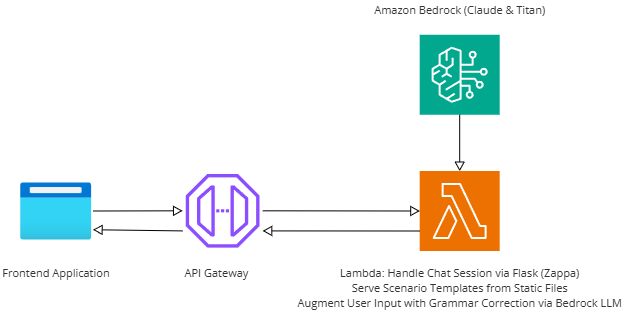 Amazon Bedrock (Claude & Titan)
Frontend Application
API Gateway
Lambda: Handle Chat Session via Flask (Zappa)
Serve Scenario Templates from Static Files
Augment User Input with Grammar Correction via Bedrock LLM